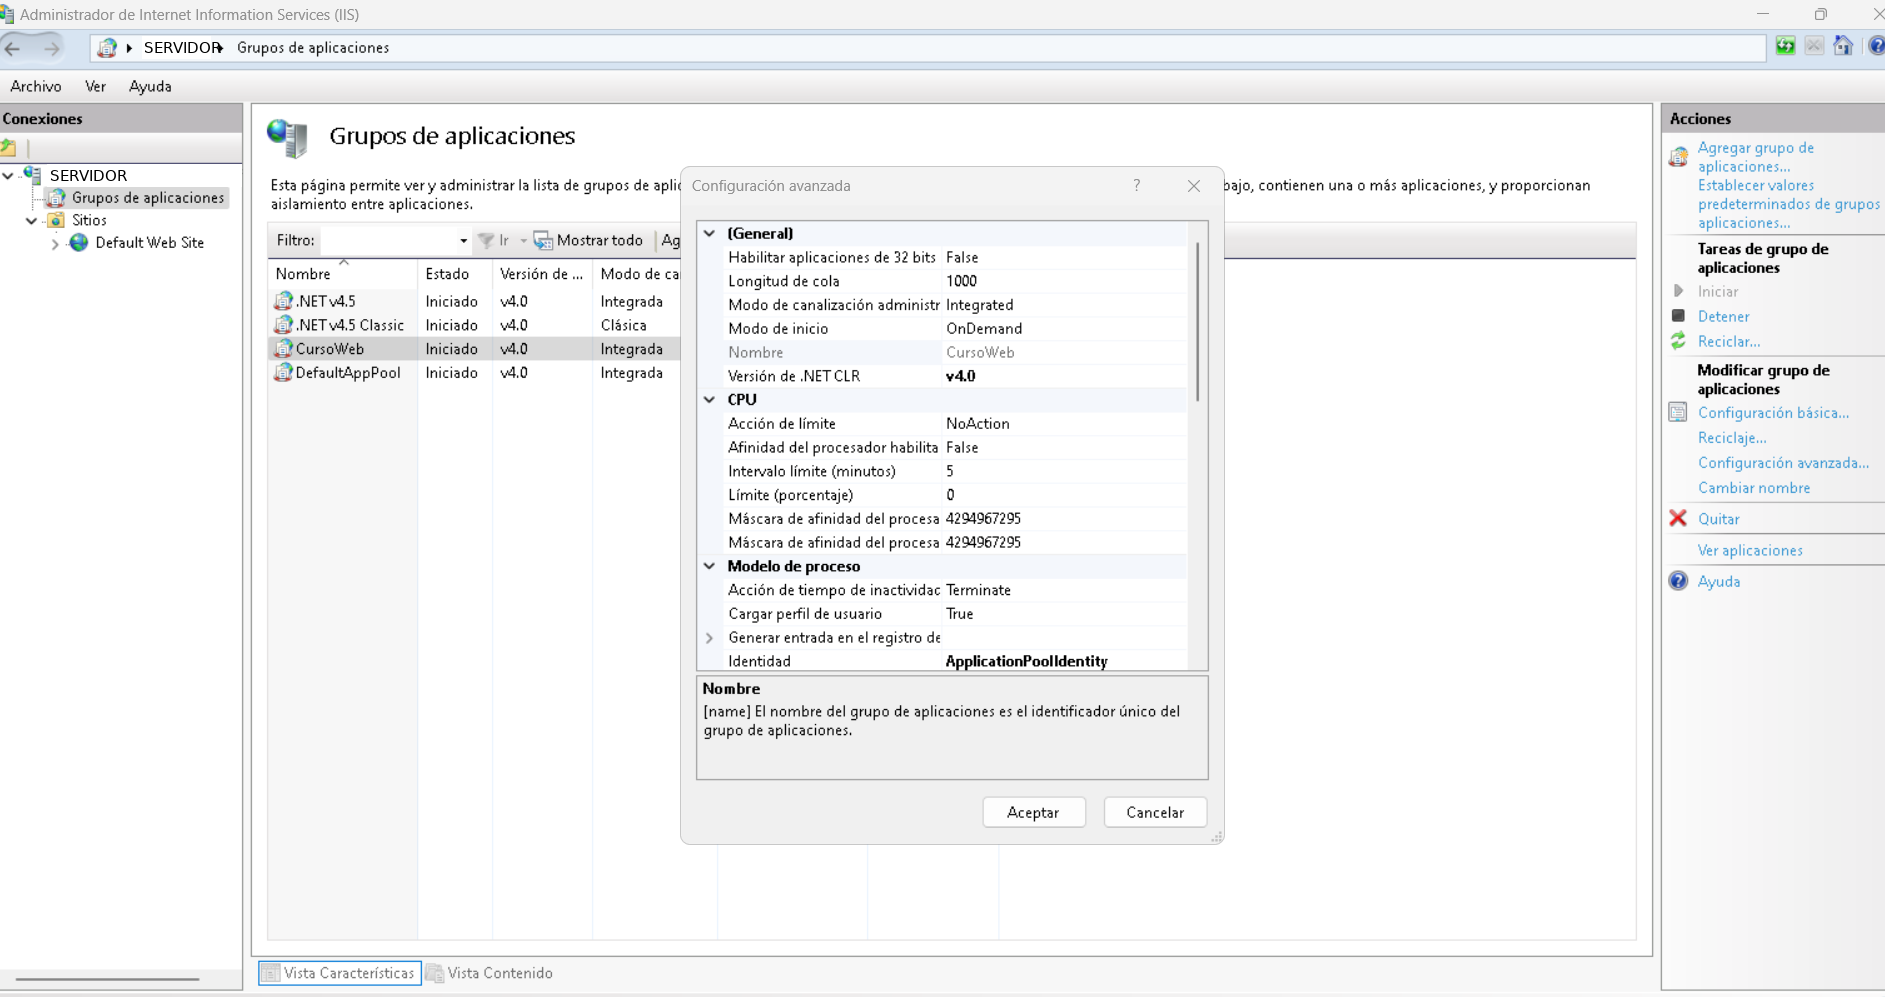 Administrador de Internet Information Services (IIS)
SERVIDOR Grupos de aplicaciones
Archivo Ver Ayuda
Conexiones
SERVIDOR
Grupos de aplicaciones
Sitios
Default Web Site
Grupos de aplicaciones
Esta página permite ver y administrar la lista de grupos de aplic
bajo, contienen una o más aplicaciones, y proporcionan
aislamiento entre aplicaciones.
Filtro: Ir Mostrar todo Ag
Nombre Estado Versión de ... Modo de ca
.NET v4.5 Iniciado v4.0 Integrada
.NET v4.5 Classic Iniciado v4.0 Clásica
CursoWeb Iniciado v4.0 Integrada
DefaultAppPool Iniciado v4.0 Integrada
Configuración avanzada ?
(General)
Habilitar aplicaciones de 32 bits False
Longitud de cola 1000
Modo de canalización administr Integrated
Modo de inicio OnDemand
Nombre CursoWeb
Versión de .NET CLR v4.0
CPU
Acción de límite NoAction
Afinidad del procesador habilita False
Intervalo límite (minutos) 5
Límite (porcentaje) 0
Máscara de afinidad del procesa 4294967295
Máscara de afinidad del procesa 4294967295
Modelo de proceso
Acción de tiempo de inactividad Terminate
Cargar perfil de usuario True
Generar entrada en el registro de
Identidad ApplicationPoolIdentity
Nombre
[name] El nombre del grupo de aplicaciones es el identificador único del
grupo de aplicaciones.
Aceptar Cancelar
Vista Características Vista Contenido
Acciones
Agregar grupo de
aplicaciones...
Establecer valores
predeterminados de grupos
aplicaciones...
Tareas de grupo de
aplicaciones
Iniciar
Detener
Reciclar...
Modificar grupo de
aplicaciones
Configuración básica...
Reciclaje...
Configuración avanzada...
Cambiar nombre
Quitar
Ver aplicaciones
Ayuda